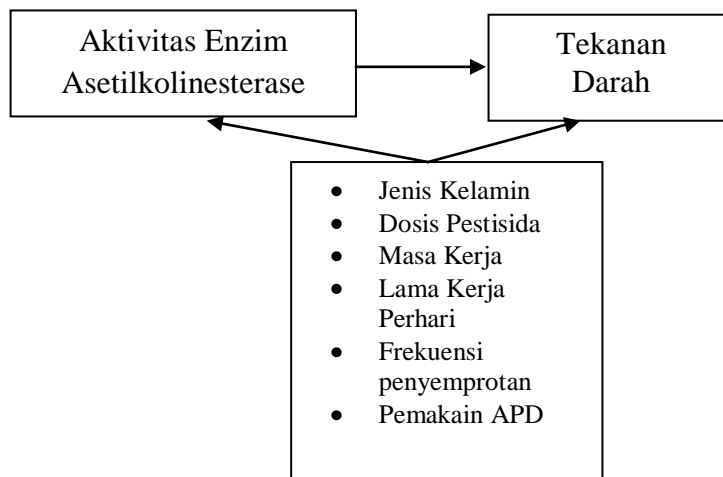 Aktivitas Enzim
Asetilkolinesterase
Tekanan
Darah
• Jenis Kelamin
• Dosis Pestisida
• Masa Kerja
• Lama Kerja
Perhari
• Frekuensi
penyemprotan
• Pemakain APD